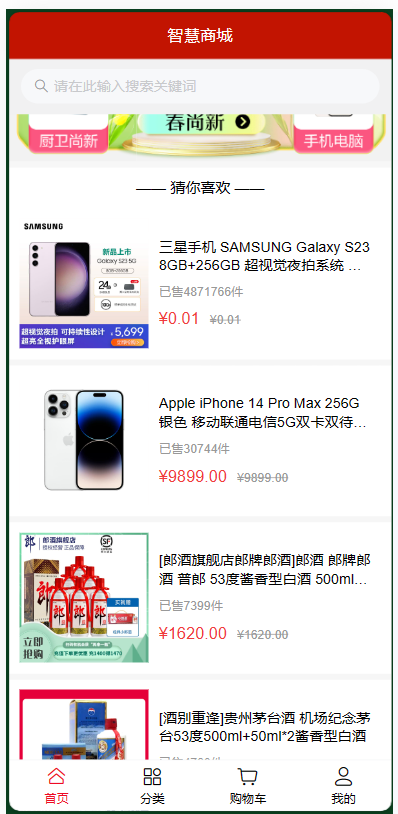 智慧商城
请在此输入搜索关键词
厨卫尚新
春尚新
手机电脑
—— 猜你喜欢 ——
SAMSUNG
新品上市
Galaxy S23 5G
超视觉夜拍 可持续性设计
超亮全视护眼屏
5,699
三星手机 SAMSUNG Galaxy S23
8GB+256GB 超视觉夜拍系统 …
已售4871766件
¥0.01 ¥0.01
Apple iPhone 14 Pro Max 256G
银色 移动联通电信5G双卡双待…
已售30744件
¥9899.00 ¥9899.00
郎 郎酒旗舰店
SF
立即
抢购
[郎酒旗舰店郎牌郎酒]郎酒 郎牌郎
酒 普郎 53度酱香型白酒 500ml…
已售7399件
¥1620.00 ¥1620.00
[酒别重逢]贵州茅台酒 机场纪念茅
台53度500ml+50ml*2酱香型白酒
首页
分类
购物车
我的